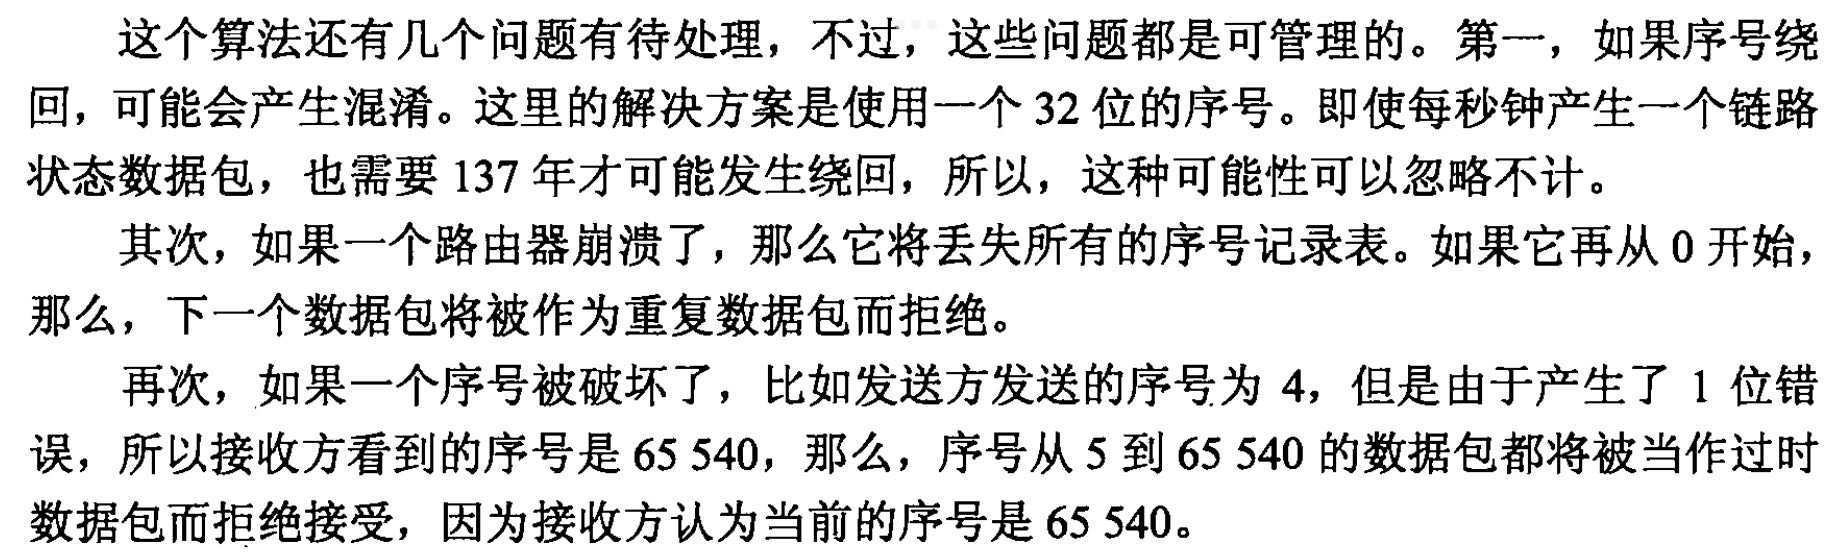 这个算法还有几个问题有待处理，不过，这些问题都是可管理的。第一，如果序号绕
回，可能会产生混淆。这里的解决方案是使用一个 32 位的序号。即使每秒钟产生一个链路
状态数据包，也需要 137 年才可能发生绕回，所以，这种可能性可以忽略不计。
其次，如果一个路由器崩溃了，那么它将丢失所有的序号记录表。如果它再从 0 开始，
那么，下一个数据包将被作为重复数据包而拒绝。
再次，如果一个序号被破坏了，比如发送方发送的序号为 4，但是由于产生了 1 位错
误，所以接收方看到的序号是 65 540，那么，序号从 5 到 65 540 的数据包都将被当作过时
数据包而拒绝接受，因为接收方认为当前的序号是 65 540。